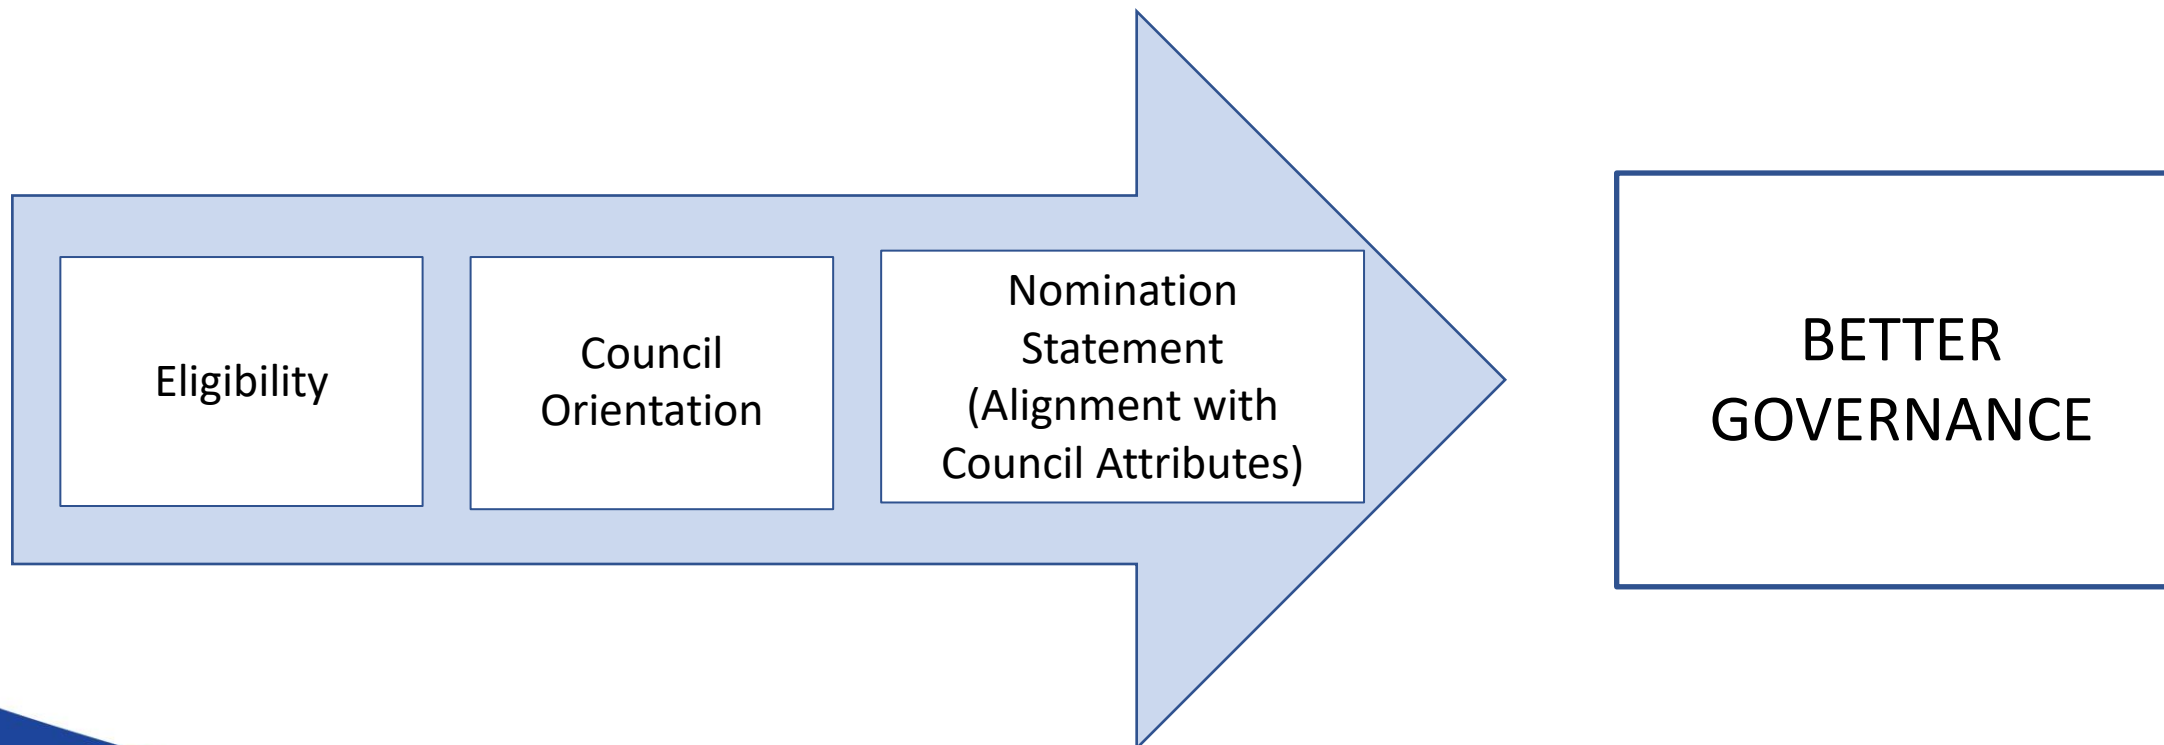 Eligibility
Council
Orientation
Nomination
Statement
(Alignment with
Council Attributes)
BETTER
GOVERNANCE